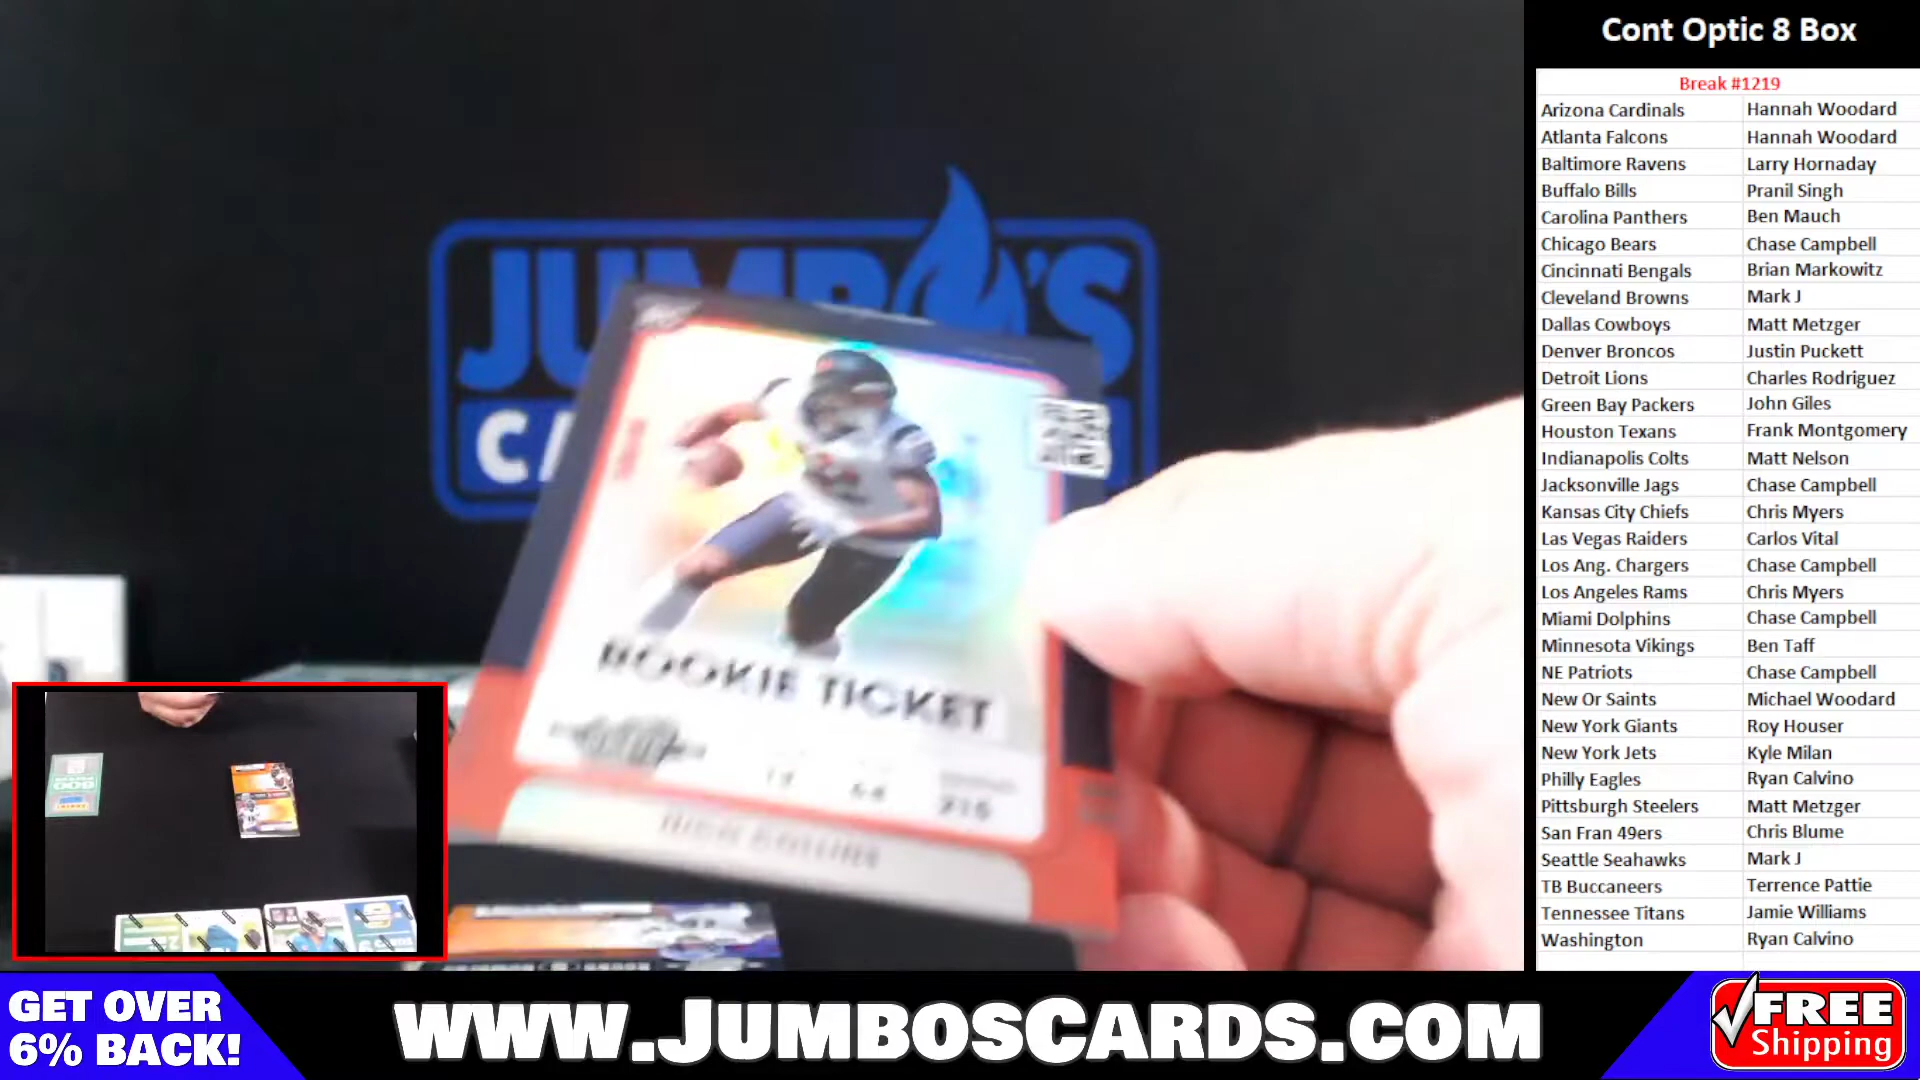 Cont Optic 8 Box
Break #1219
Arizona Cardinals Hannah Woodard
Atlanta Falcons Hannah Woodard
Baltimore Ravens Larry Hornaday
Buffalo Bills Pranil Singh
Carolina Panthers Ben Mauch
Chicago Bears Chase Campbell
Cincinnati Bengals Brian Markowitz
Cleveland Browns Mark J
Dallas Cowboys Matt Metzger
Denver Broncos Justin Puckett
Detroit Lions Charles Rodriguez
Green Bay Packers John Giles
Houston Texans Frank Montgomery
Indianapolis Colts Matt Nelson
Jacksonville Jags Chase Campbell
Kansas City Chiefs Chris Myers
Las Vegas Raiders Carlos Vital
Los Ang. Chargers Chase Campbell
Los Angeles Rams Chris Myers
Miami Dolphins Chase Campbell
Minnesota Vikings Ben Taff
NE Patriots Chase Campbell
New Or Saints Michael Woodard
New York Giants Roy Houser
New York Jets Kyle Milan
Philly Eagles Ryan Calvino
Pittsburgh Steelers Matt Metzger
San Fran 49ers Chris Blume
Seattle Seahawks Mark J
TB Buccaneers Terrence Pattie
Tennessee Titans Jamie Williams
Washington Ryan Calvino
JUMBO'S
ROOKIE TICKET
NICO COLLINS
GET OVER
6% BACK!
WWW.JUMBOSCARDS.COM
FREE
Shipping